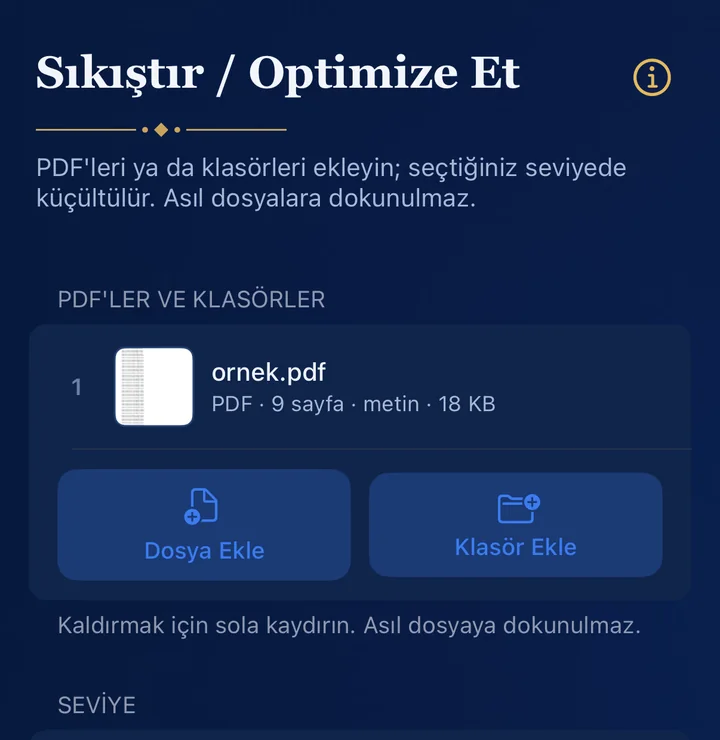 Sıkıştır / Optimize Et
PDF'leri ya da klasörleri ekleyin; seçtiğiniz seviyede
küçültülür. Asıl dosyalara dokunulmaz.
PDF'LER VE KLASÖRLER
1
ornek.pdf
PDF · 9 sayfa · metin · 18 KB
Dosya Ekle
Klasör Ekle
Kaldırmak için sola kaydırın. Asıl dosyaya dokunulmaz.
SEVİYE